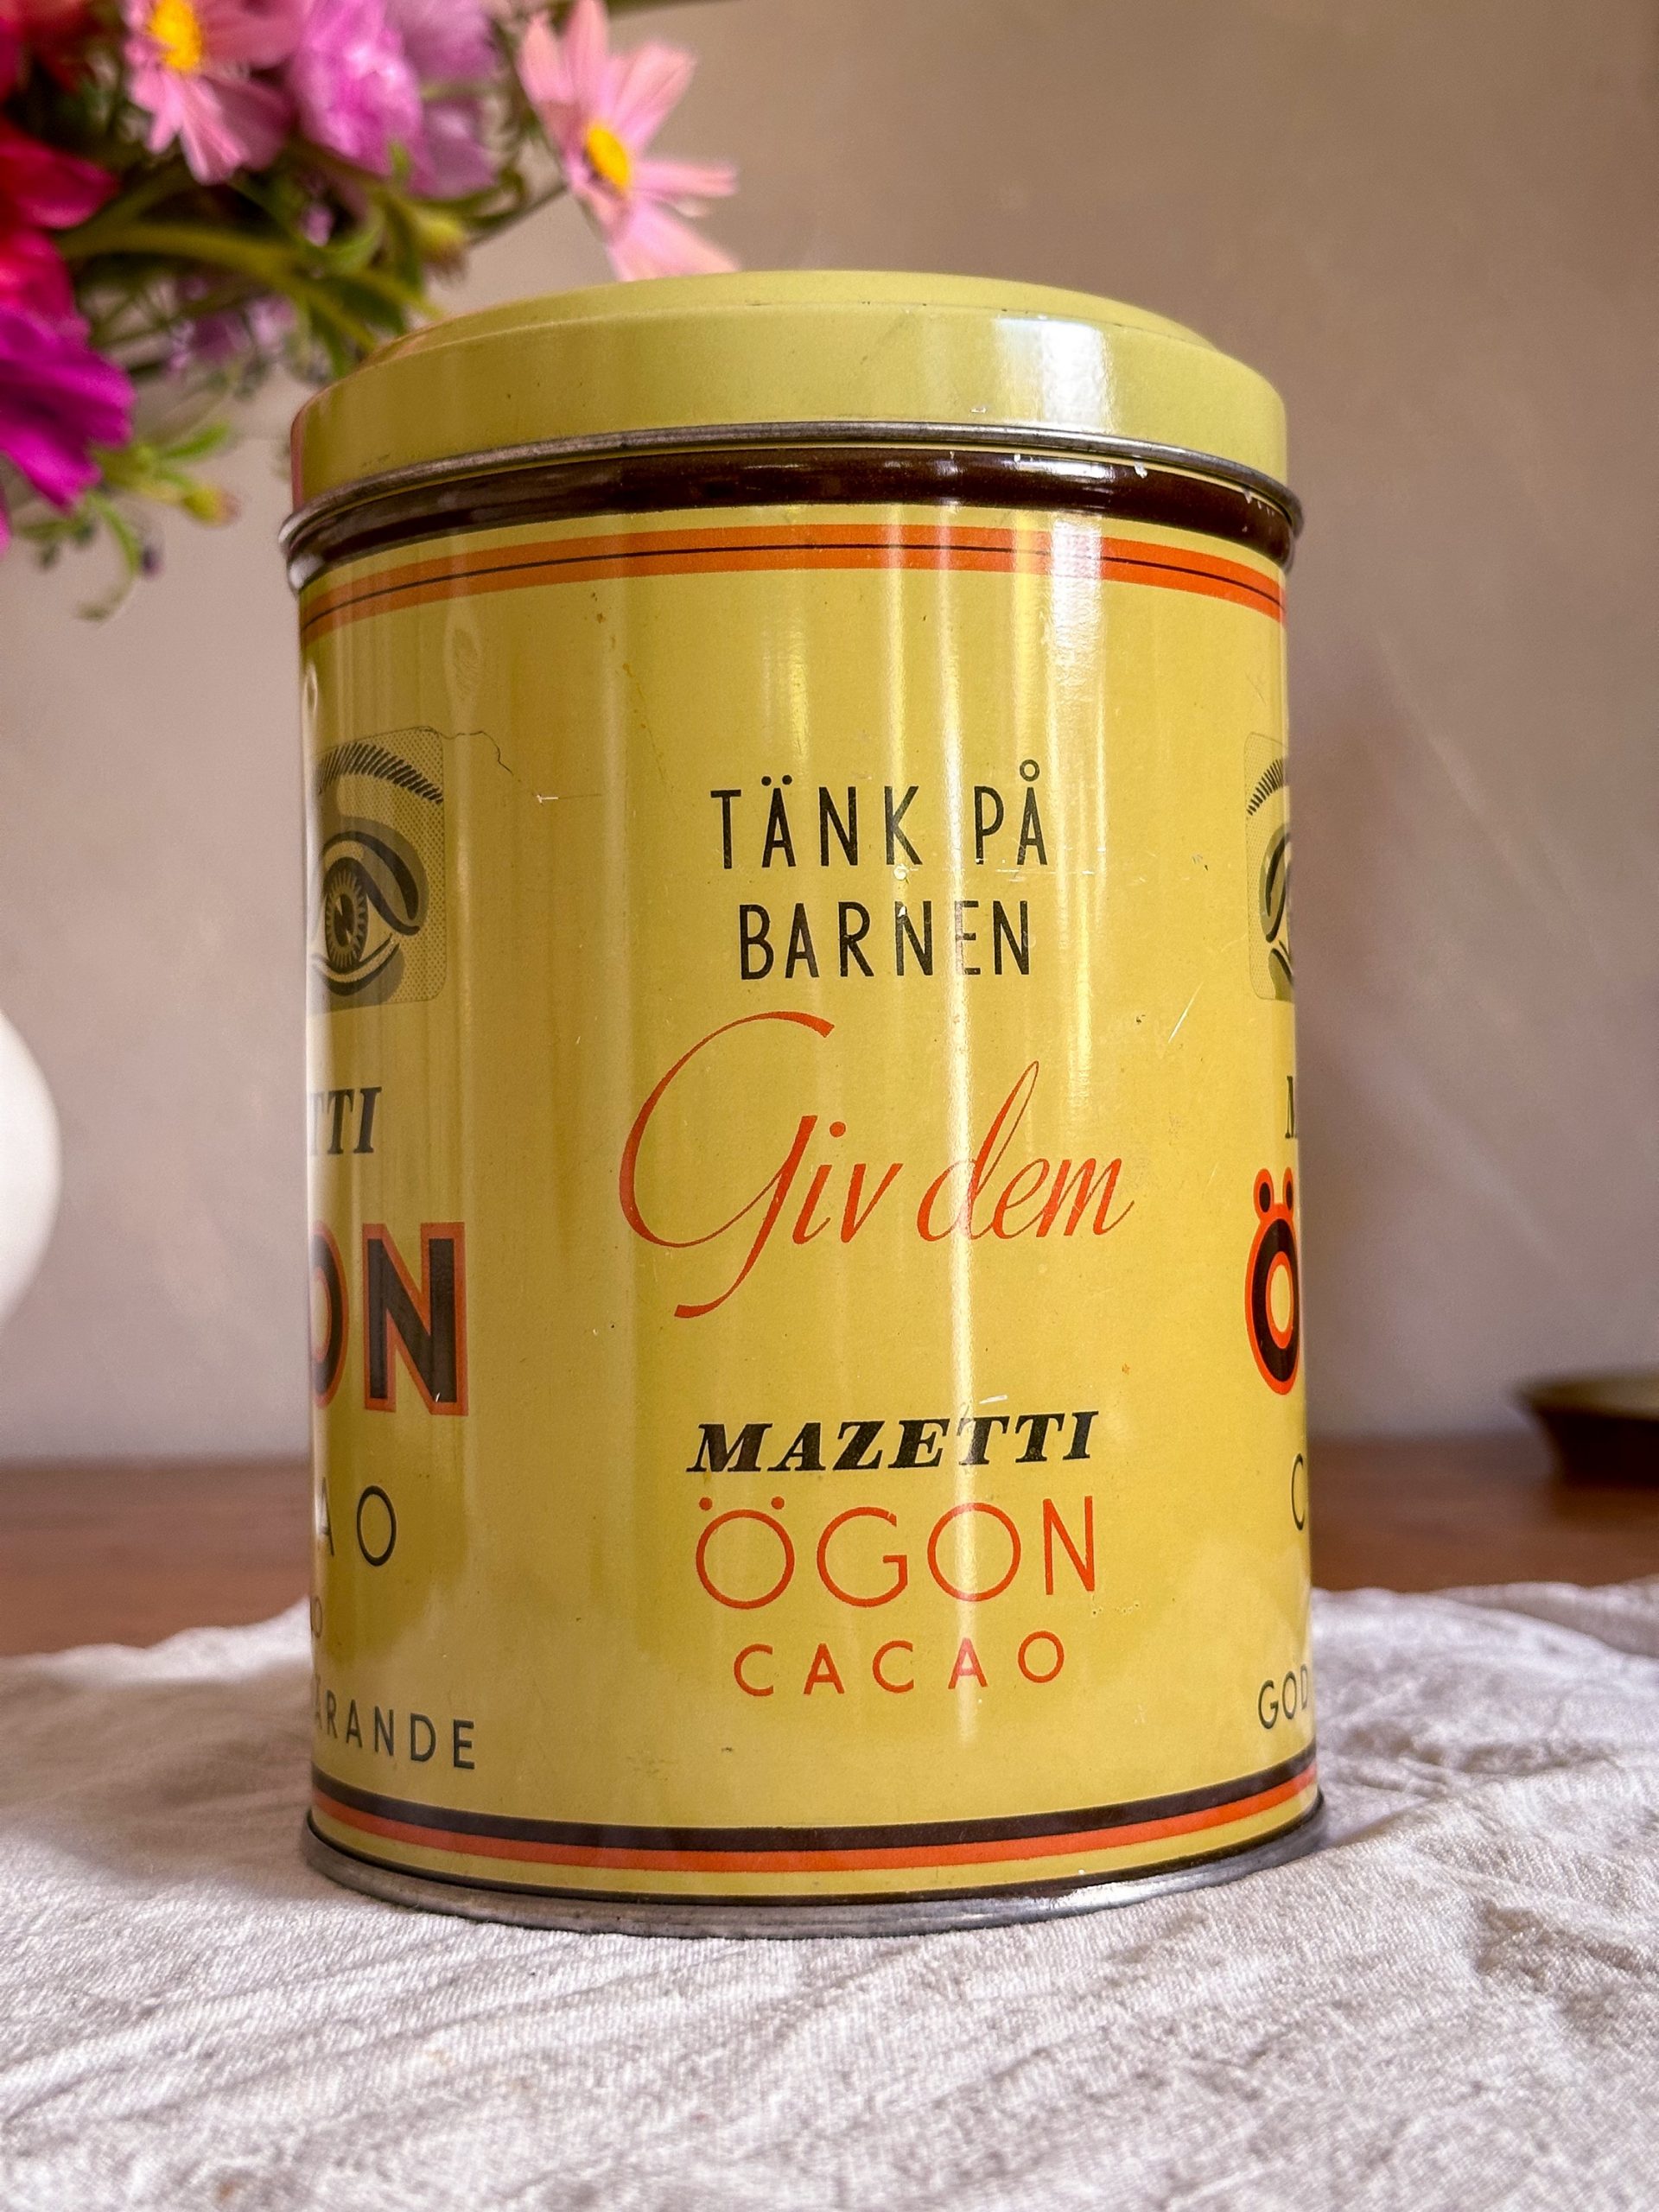 TÄNK PÅ
BARNEN
Giv dem
MAZETTI
ÖGON
CACAO